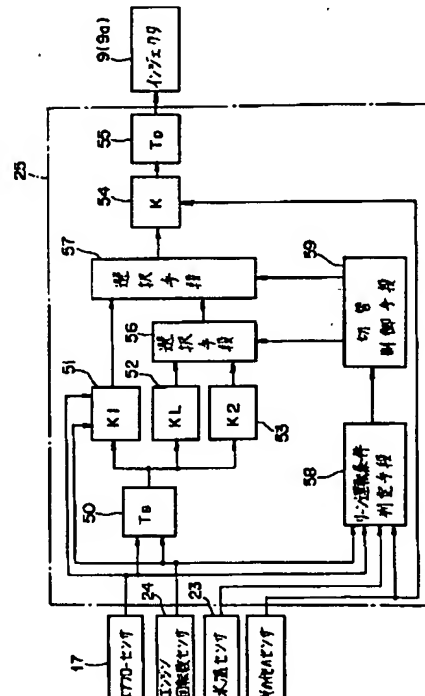 25
9(9a)
インジェクタ
55
TD
54
K
57
選択手段
56
選択手段
59
切替
制御手段
51
K1
52
KL
K2
53
58
リーン運転条件
判定手段
50
TB
17
エアフローセンサ
24
エンジン
回転数センサ
23
水温センサ